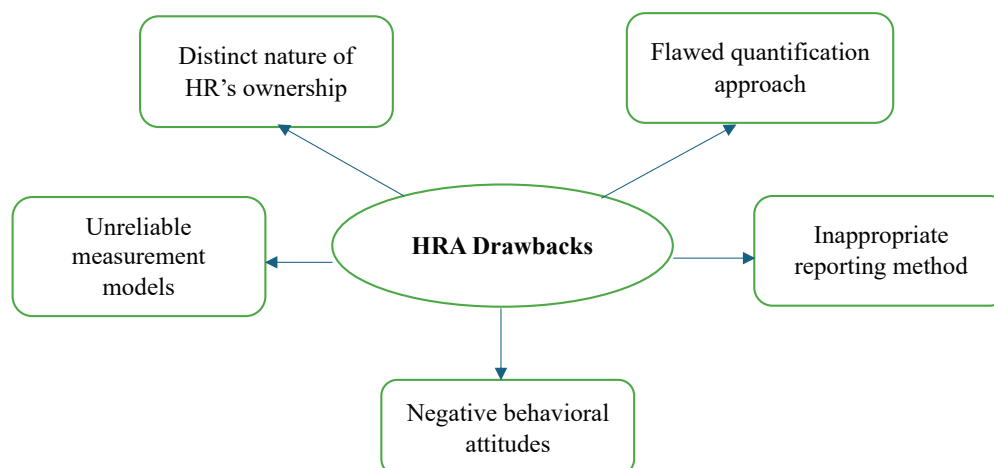 Distinct nature of
HR’s ownership
Flawed quantification
approach
Unreliable
measurement
models
HRA Drawbacks
Inappropriate
reporting method
Negative behavioral
attitudes